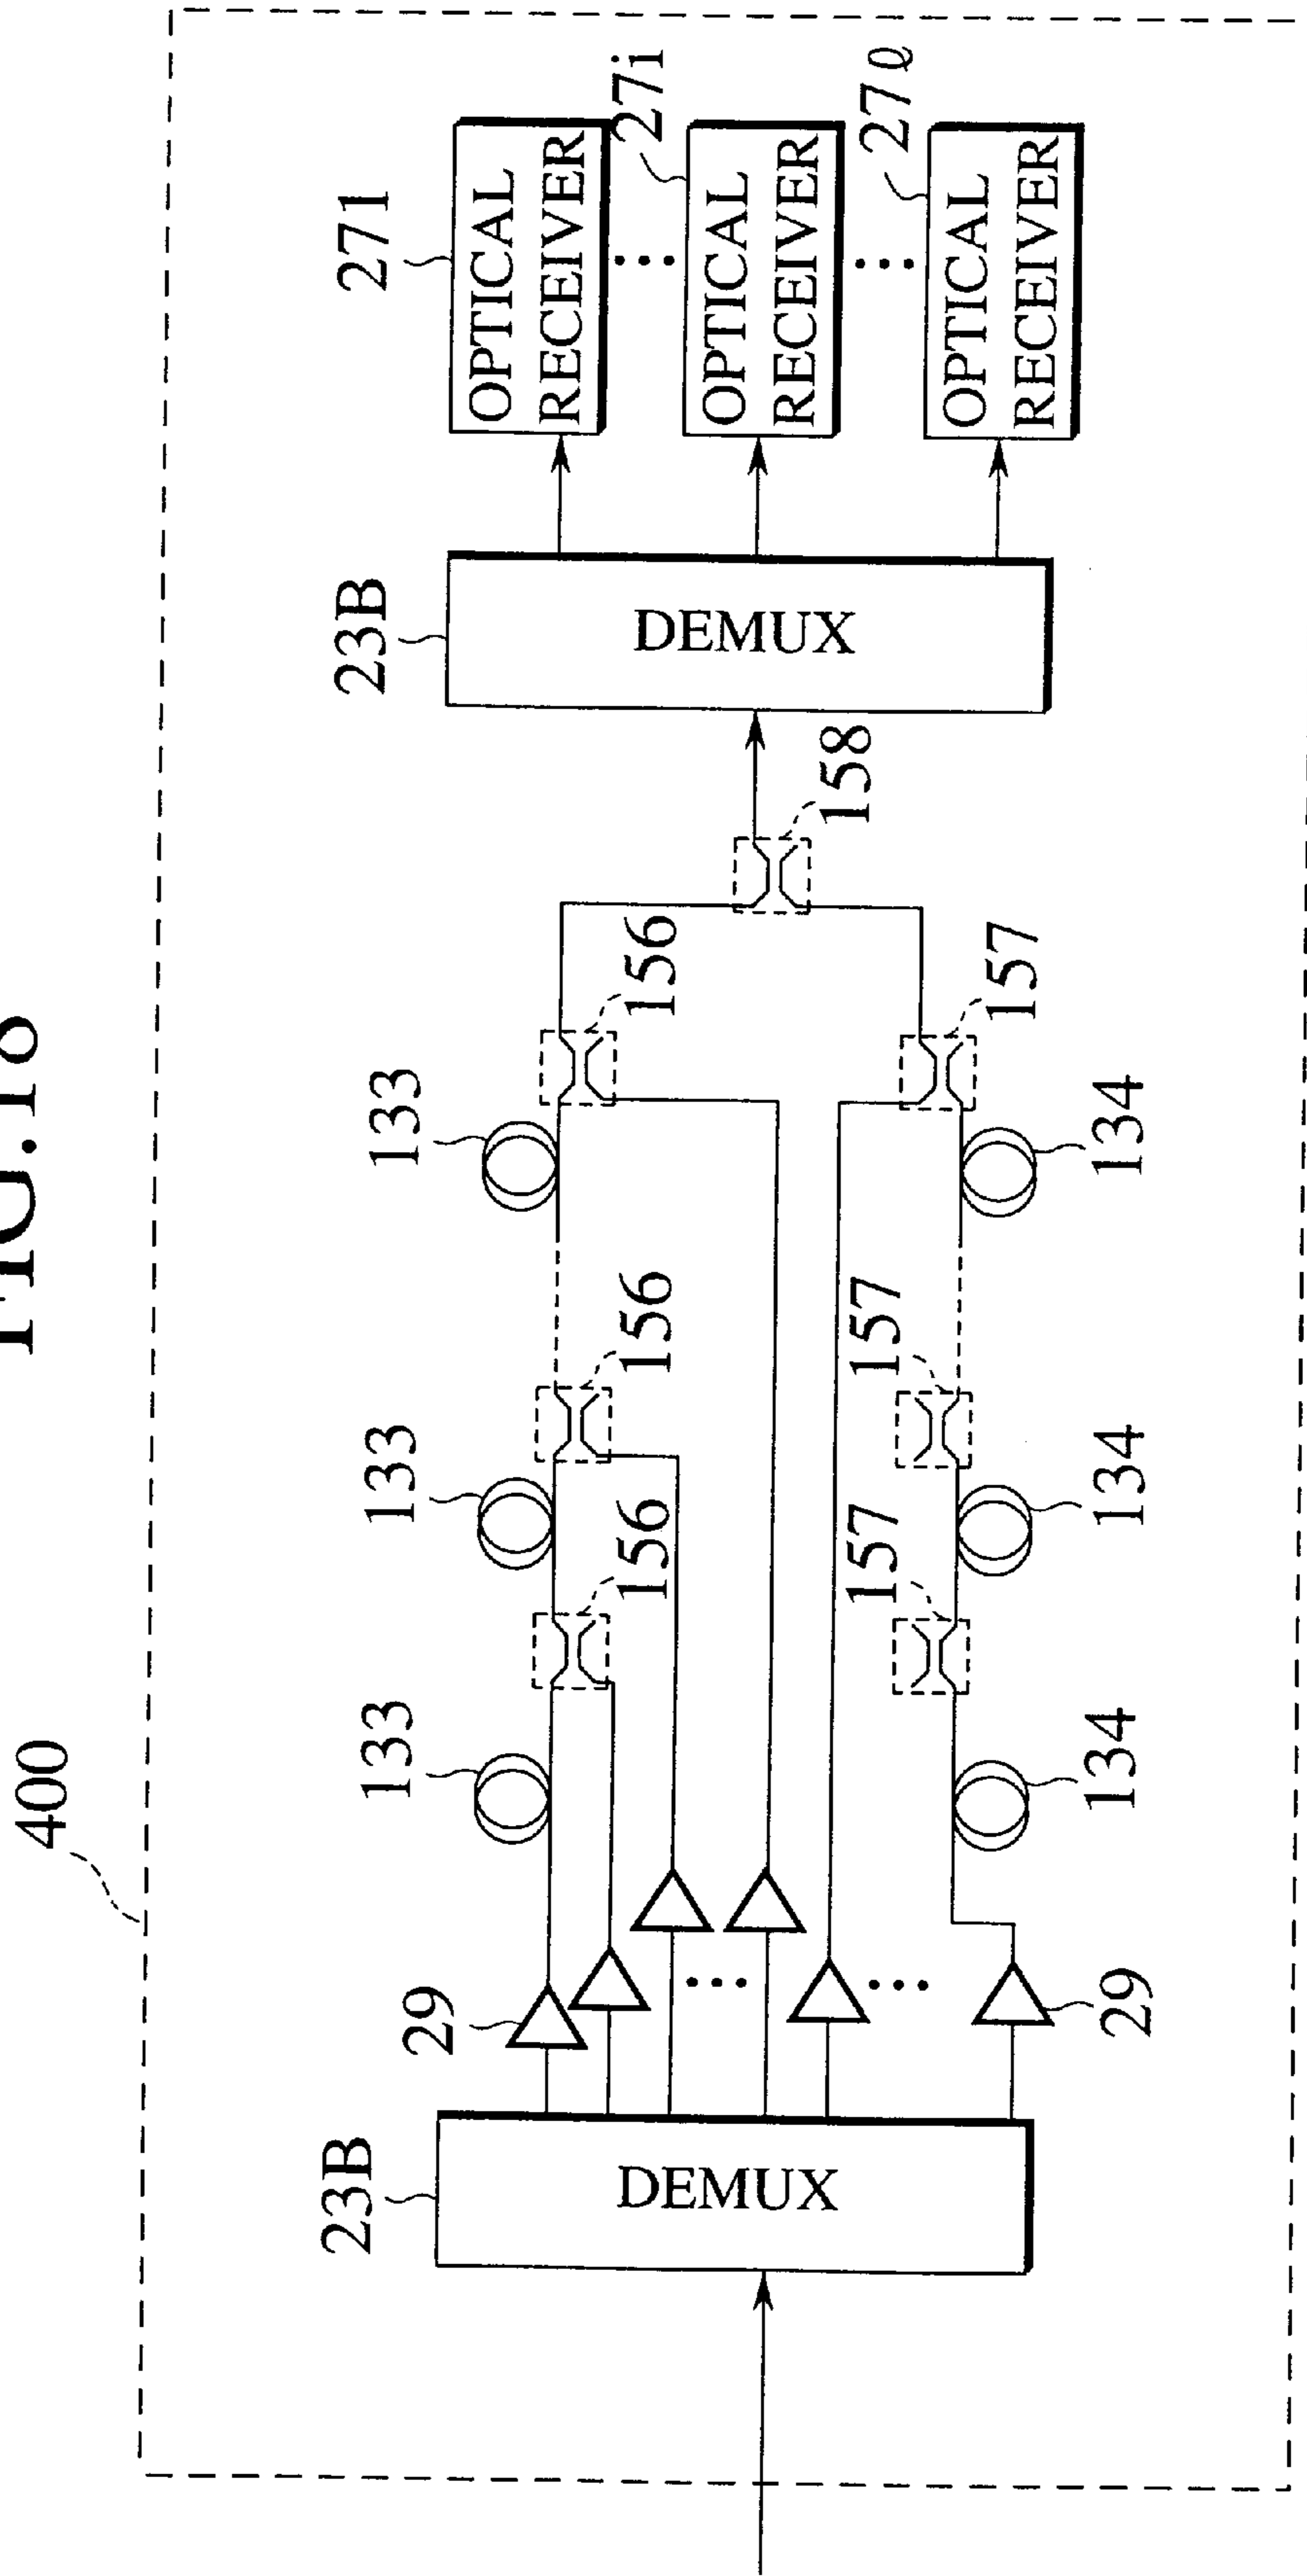 FIG.18
400
23B
DEMUX
29
29
133
133
133
156
156
156
157
157
157
134
134
134
158
23B
DEMUX
271
OPTICAL
RECEIVER
27i
OPTICAL
RECEIVER
27ℓ
OPTICAL
RECEIVER